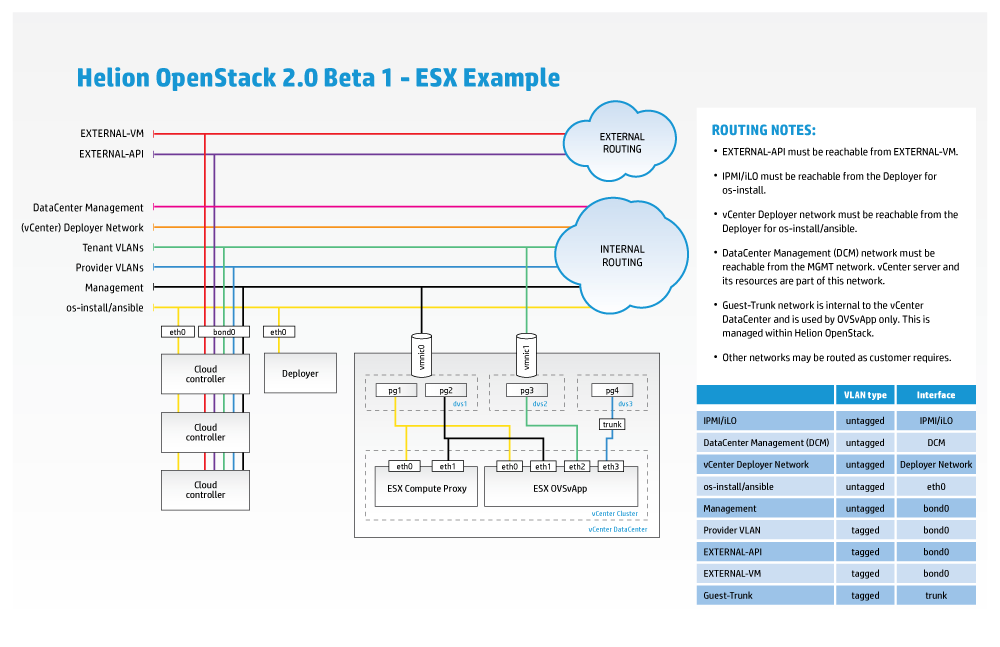 Helion OpenStack 2.0 Beta 1 - ESX Example
EXTERNAL-VM
EXTERNAL-API
DataCenter Management
(vCenter) Deployer Network
Tenant VLANs
Provider VLANs
Management
os-install/ansible
EXTERNAL
ROUTING
INTERNAL
ROUTING
eth0
bond0
eth0
Cloud
controller
Deployer
Cloud
controller
Cloud
controller
vmnic0
vmnic1
pg1
pg2
dvs1
pg3
dvs2
pg4
dvs3
trunk
eth0
eth1
eth0
eth1
eth2
eth3
ESX Compute Proxy
ESX OVSvApp
vCenter Cluster
vCenter DataCenter
ROUTING NOTES:
• EXTERNAL-API must be reachable from EXTERNAL-VM.
• IPMI/iLO must be reachable from the Deployer for
os-install.
• vCenter Deployer network must be reachable from the
Deployer for os-install/ansible.
• DataCenter Management (DCM) network must be
reachable from the MGMT network. vCenter server and
its resources are part of this network.
• Guest-Trunk network is internal to the vCenter
DataCenter and is used by OVSvApp only. This is
managed within Helion OpenStack.
• Other networks may be routed as customer requires.
VLAN type Interface
IPMI/iLO untagged IPMI/iLO
DataCenter Management (DCM) untagged DCM
vCenter Deployer Network untagged Deployer Network
os-install/ansible untagged eth0
Management untagged bond0
Provider VLAN tagged bond0
EXTERNAL-API tagged bond0
EXTERNAL-VM tagged bond0
Guest-Trunk tagged trunk